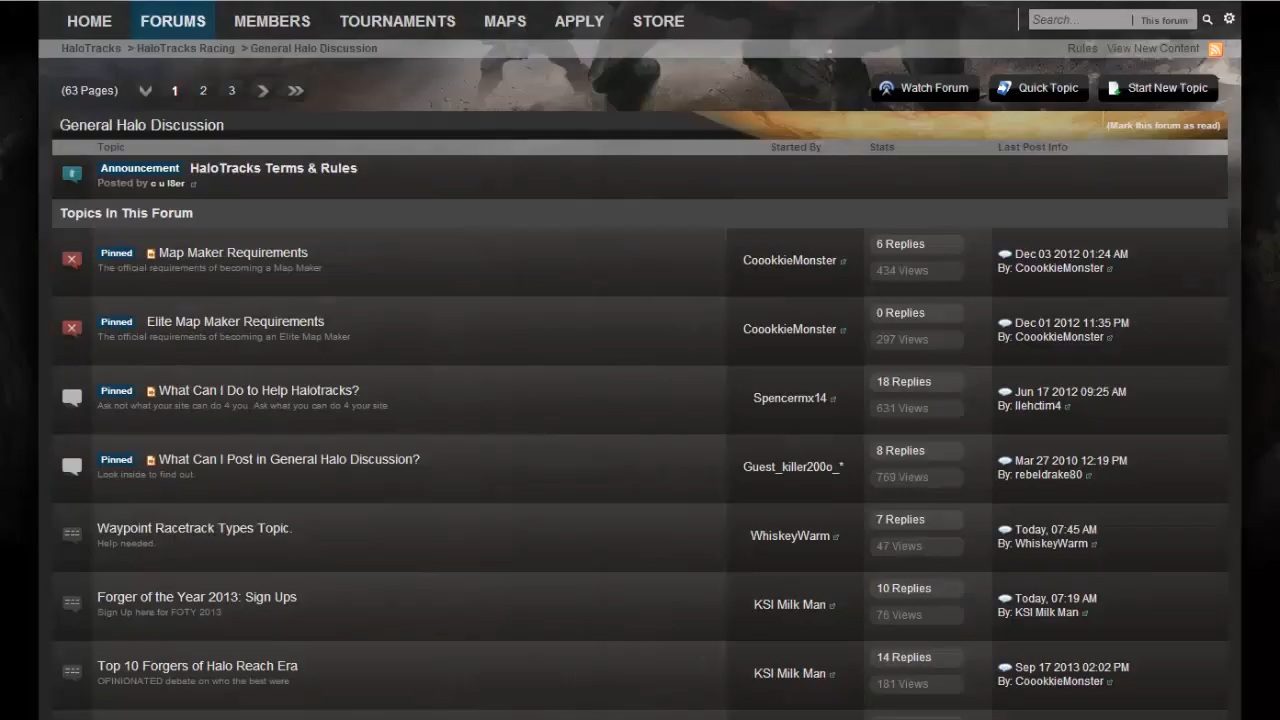 HOME FORUMS MEMBERS TOURNAMENTS MAPS APPLY STORE Search... This forum
HaloTracks > HaloTracks Racing > General Halo Discussion Rules View New Content
(63 Pages) 1 2 3 Watch Forum Quick Topic Start New Topic
General Halo Discussion (Mark this forum as read)
Topic Started By Stats Last Post Info
Announcement HaloTracks Terms & Rules
Posted by c u l8er
Topics In This Forum
Pinned Map Maker Requirements
The official requirements of becoming a Map Maker
CoookkieMonster
6 Replies
434 Views
Dec 03 2012 01:24 AM
By: CoookkieMonster
Pinned Elite Map Maker Requirements
The official requirements of becoming an Elite Map Maker
CoookkieMonster
0 Replies
297 Views
Dec 01 2012 11:35 PM
By: CoookkieMonster
Pinned What Can I Do to Help Halotracks?
Ask not what your site can do 4 you. Ask what you can do 4 your site
Spencermx14
18 Replies
631 Views
Jun 17 2012 09:25 AM
By: llehctim4
Pinned What Can I Post in General Halo Discussion?
Look inside to find out.
Guest_killer200o_*
8 Replies
769 Views
Mar 27 2010 12:19 PM
By: rebeldrake80
Waypoint Racetrack Types Topic.
Help needed.
WhiskeyWarm
7 Replies
47 Views
Today, 07:45 AM
By: WhiskeyWarm
Forger of the Year 2013: Sign Ups
Sign Up here for FOTY 2013
KSI Milk Man
10 Replies
76 Views
Today, 07:19 AM
By: KSI Milk Man
Top 10 Forgers of Halo Reach Era
OPINIONATED debate on who the best were
KSI Milk Man
14 Replies
181 Views
Sep 17 2013 02:02 PM
By: CoookkieMonster